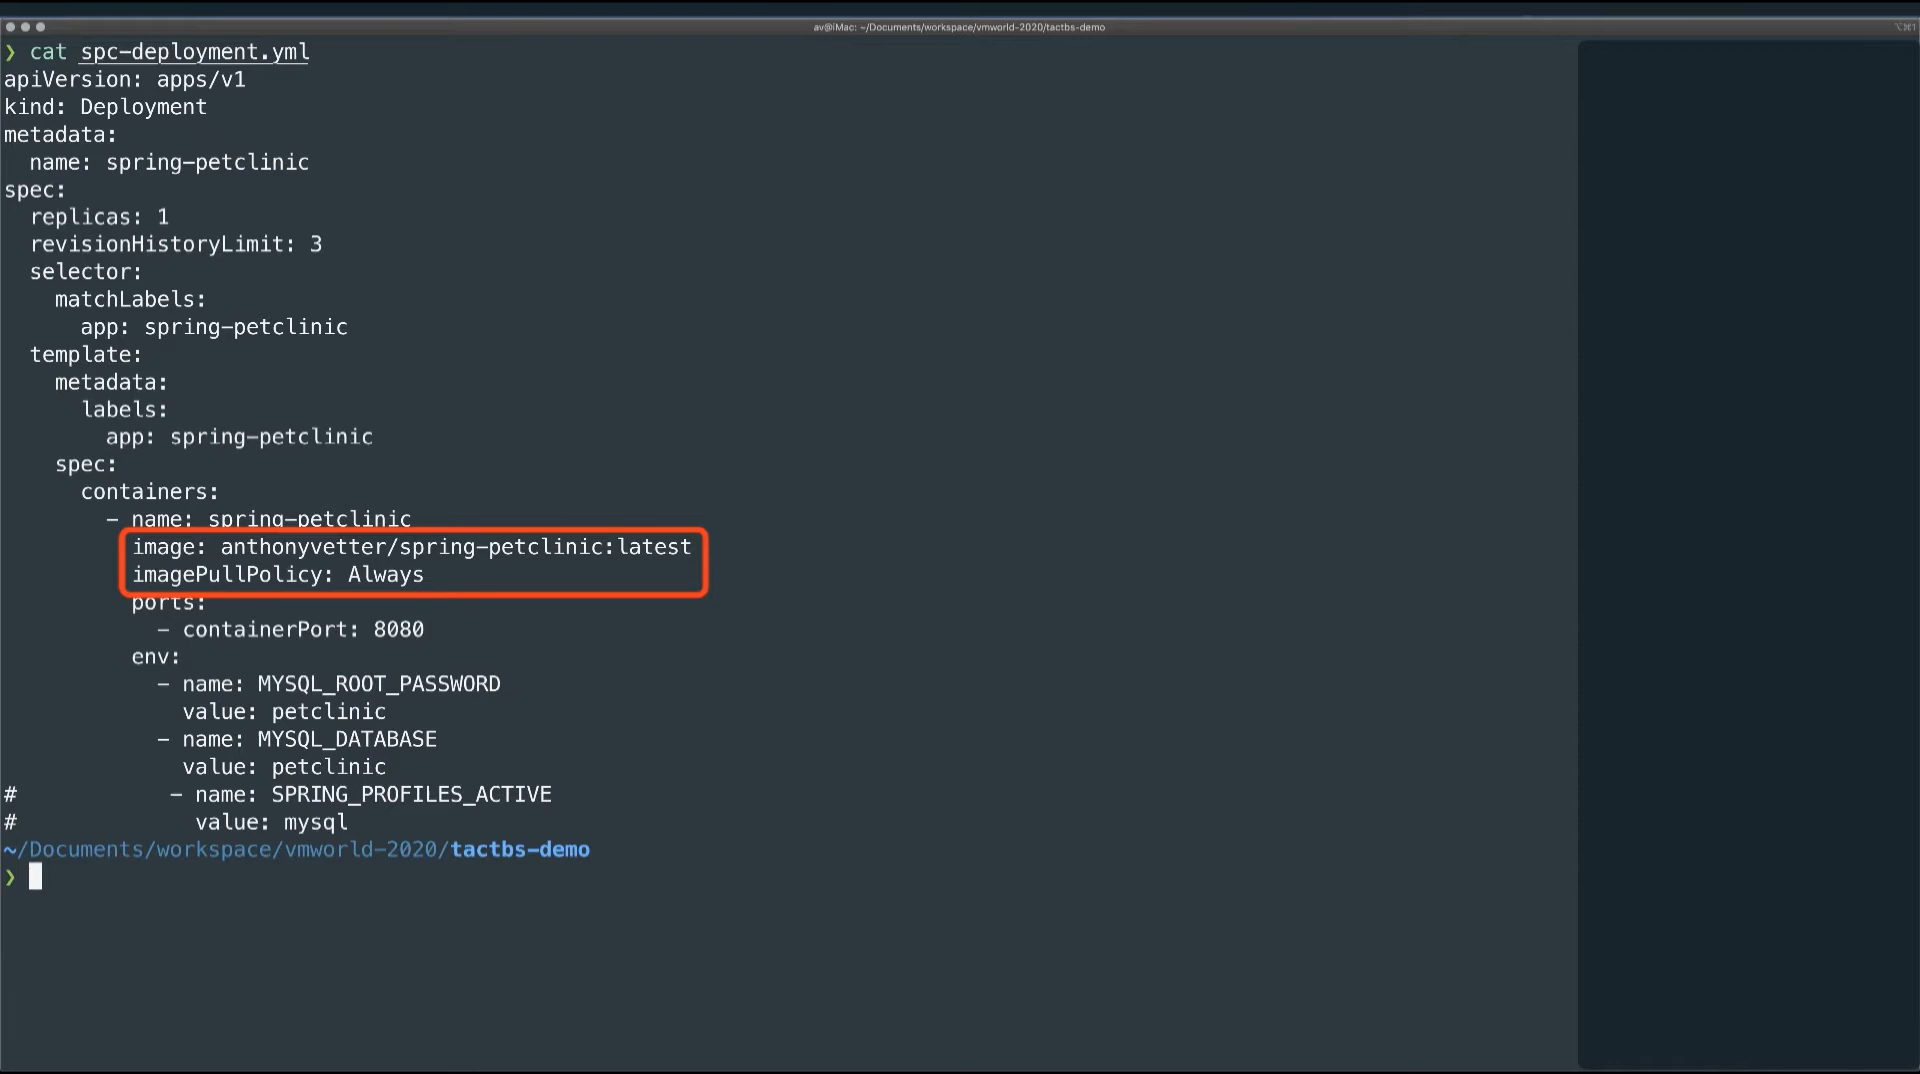 av@iMac: ~/Documents/workspace/vmworld-2020/tactbs-demo
⌥⌘1
❯ cat spc-deployment.yml
apiVersion: apps/v1
kind: Deployment
metadata:
  name: spring-petclinic
spec:
  replicas: 1
  revisionHistoryLimit: 3
  selector:
    matchLabels:
      app: spring-petclinic
  template:
    metadata:
      labels:
        app: spring-petclinic
    spec:
      containers:
        - name: spring-petclinic
          image: anthonyvetter/spring-petclinic:latest
          imagePullPolicy: Always
          ports:
            - containerPort: 8080
          env:
            - name: MYSQL_ROOT_PASSWORD
              value: petclinic
            - name: MYSQL_DATABASE
              value: petclinic
#            - name: SPRING_PROFILES_ACTIVE
#              value: mysql
~/Documents/workspace/vmworld-2020/tactbs-demo
❯